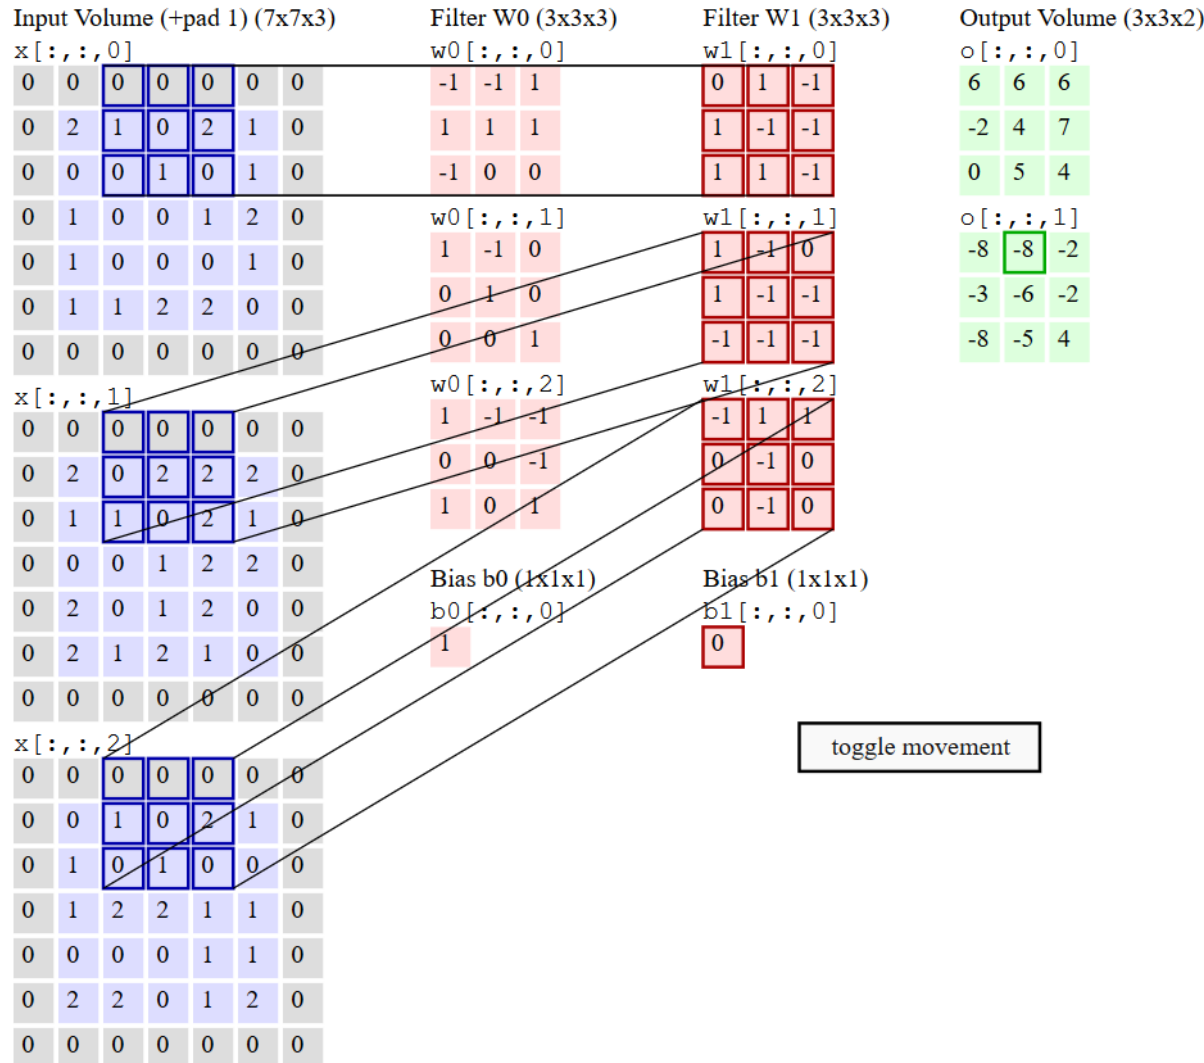 Input Volume (+pad 1) (7x7x3)
x[:,:,0]
0 0 0 0 0 0 0
0 2 1 0 2 1 0
0 0 0 1 0 1 0
0 1 0 0 1 2 0
0 1 0 0 0 1 0
0 1 1 2 2 0 0
0 0 0 0 0 0 0
x[:,:,1]
0 0 0 0 0 0 0
0 2 0 2 2 2 0
0 1 1 0 2 1 0
0 0 0 1 2 2 0
0 2 0 1 2 0 0
0 2 1 2 1 0 0
0 0 0 0 0 0 0
x[:,:,2]
0 0 0 0 0 0 0
0 0 1 0 2 1 0
0 1 0 1 0 0 0
0 1 2 2 1 1 0
0 0 0 0 1 1 0
0 2 2 0 1 2 0
0 0 0 0 0 0 0
Filter W0 (3x3x3)
w0[:,:,0]
-1 -1 1
1 1 1
-1 0 0
w0[:,:,1]
1 -1 0
0 1 0
0 0 1
w0[:,:,2]
1 -1 -1
0 0 -1
1 0 1
Bias b0 (1x1x1)
b0[:,:,0]
1
Filter W1 (3x3x3)
w1[:,:,0]
0 1 -1
1 -1 -1
1 1 -1
w1[:,:,1]
1 -1 0
1 -1 -1
-1 -1 -1
w1[:,:,2]
-1 1 1
0 -1 0
0 -1 0
Bias b1 (1x1x1)
b1[:,:,0]
0
Output Volume (3x3x2)
o[:,:,0]
6 6 6
-2 4 7
0 5 4
o[:,:,1]
-8 -8 -2
-3 -6 -2
-8 -5 4
toggle movement